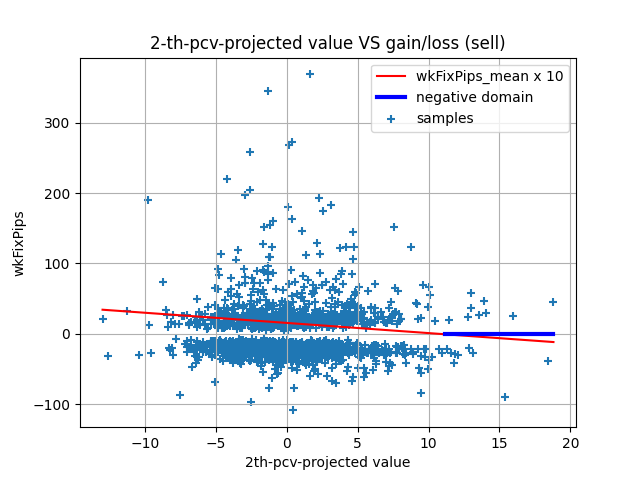 2-th-pcv-projected value VS gain/loss (sell)
wkFixPips_mean x 10
negative domain
samples
wkFixPips
300
200
100
0
−100
−10
−5
0
5
10
15
20
2th-pcv-projected value